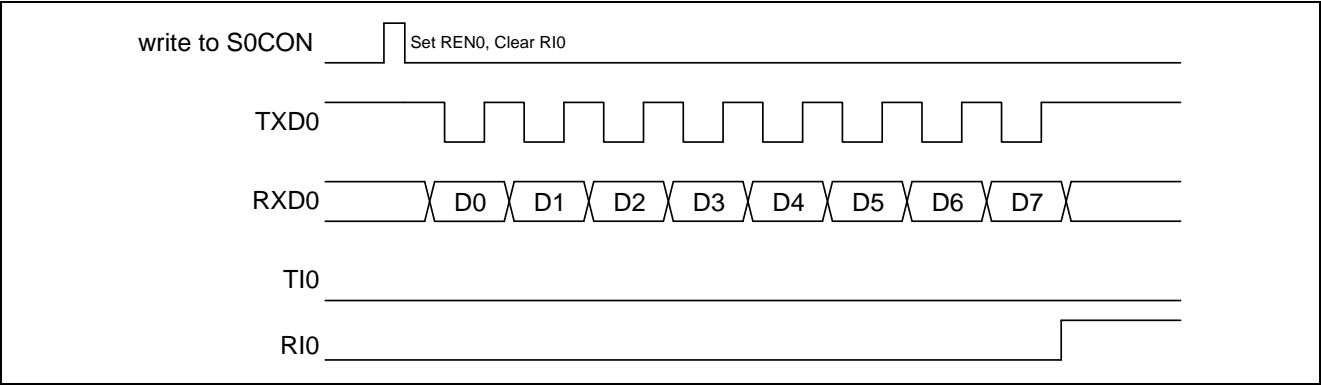 write to S0CON
Set REN0, Clear RI0
TXD0
RXD0
D0 D1 D2 D3 D4 D5 D6 D7
TI0
RI0